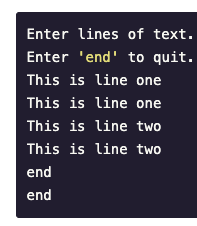 Enter lines of text.
Enter 'end' to quit.
This is line one
This is line one
This is line two
This is line two
end
end